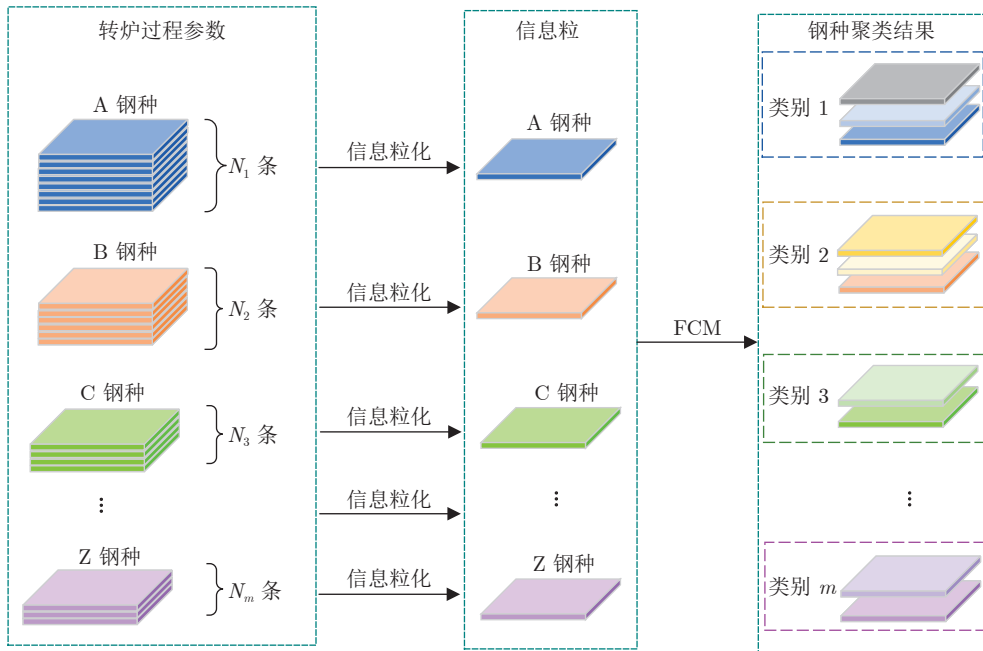 转炉过程参数
A 钢种
N₁ 条
B 钢种
N₂ 条
C 钢种
N₃ 条
⋮
Z 钢种
Nₘ 条
信息粒化
信息粒化
信息粒化
信息粒化
信息粒化
信息粒
A 钢种
B 钢种
C 钢种
⋮
Z 钢种
FCM
钢种聚类结果
类别 1
类别 2
类别 3
⋮
类别 m